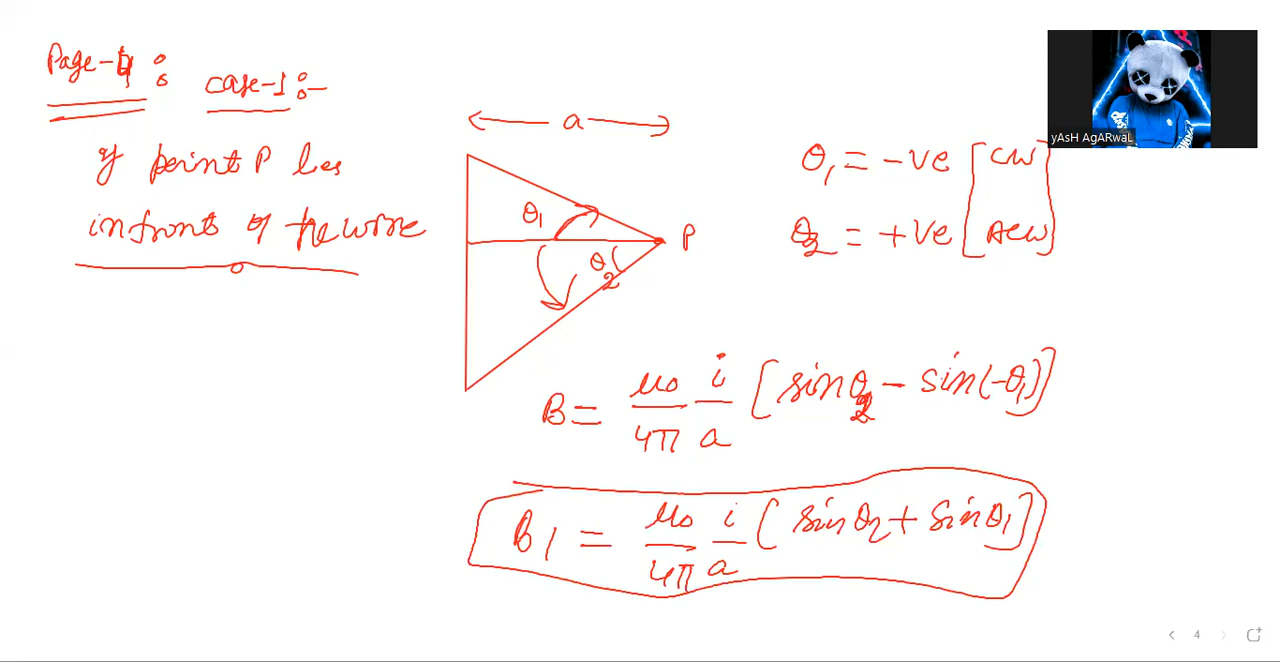 Page-4:
case-1:-
If point P lies
infront of the wire
a
θ1
θ2
P
θ1 = -ve [CW]
θ2 = +ve [ACW]
B = μ0/4π i/a [sinθ2 - sin(-θ1)]
B1 = μ0/4π i/a [sinθ2 + sinθ1]
yAsH AgARwaL
4